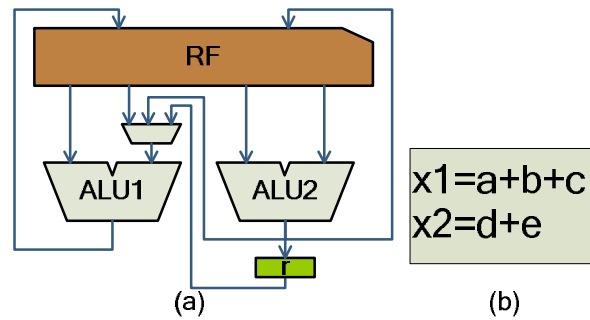 RF
ALU1
ALU2
x1=a+b+c
x2=d+e
r
(a)
(b)